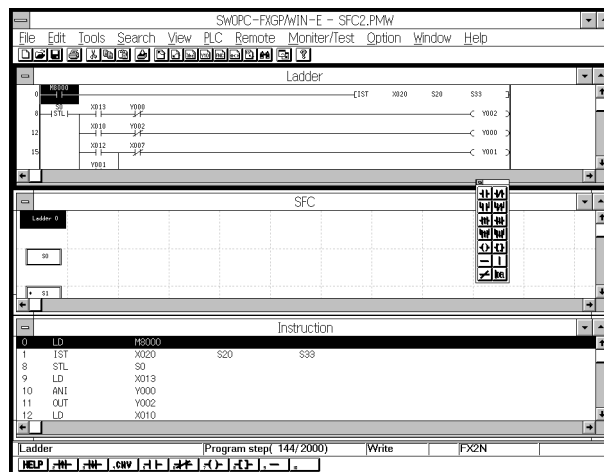 SWOPC-FXGP/WIN-E - SFC2.PMW
File Edit Tools Search View PLC Remote Moniter/Test Option Window Help
Ladder
M8000
0 [IST X020 S20 S33 ]
S0 X013 Y000
8 STL Y002
X010 Y002
12 Y000
X012 X007
15 Y001
Y001
SFC
Ladder 0
S0
S1
Instruction
0 LD M8000
1 IST X020 S20 S33
8 STL S0
9 LD X013
10 ANI Y000
11 OUT Y002
12 LD X010
Ladder Program step( 144/2000) Write FX2N
HELP .CNV